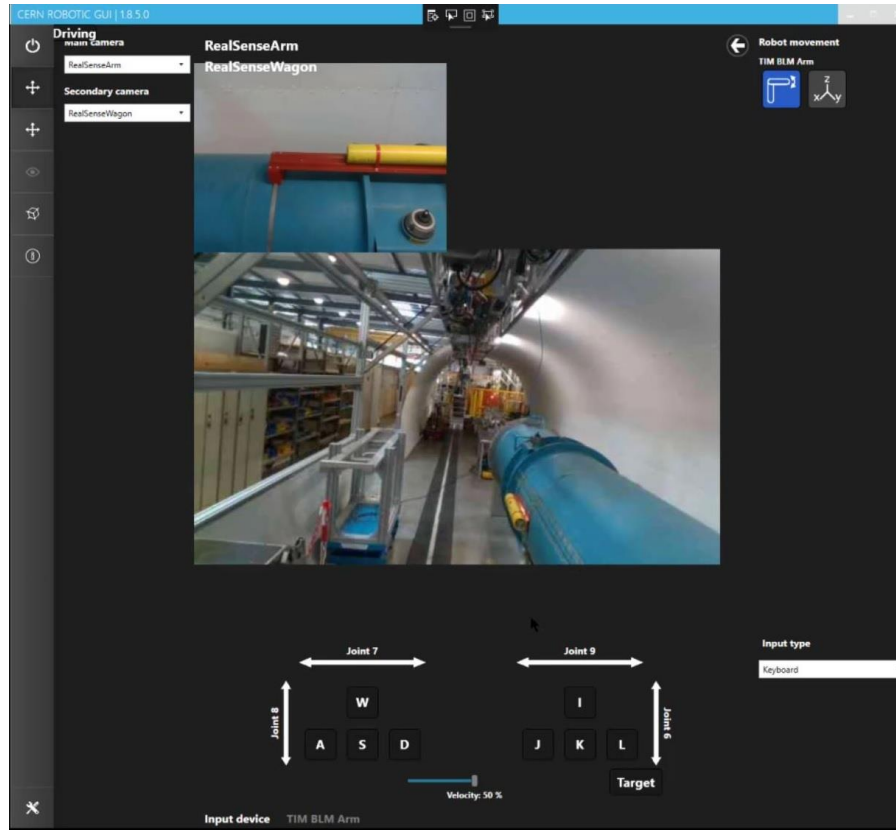 CERN ROBOTIC GUI | 1.8.5.0
Driving
Main camera
RealSenseArm
Secondary camera
RealSenseWagon
RealSenseArm
RealSenseWagon
Robot movement
TIM BLM Arm
z
x y
Input type
Keyboard
Joint 7
Joint 8
W
A S D
Joint 9
Joint 6
I
J K L
Velocity: 50 %
Target
Input device TIM BLM Arm